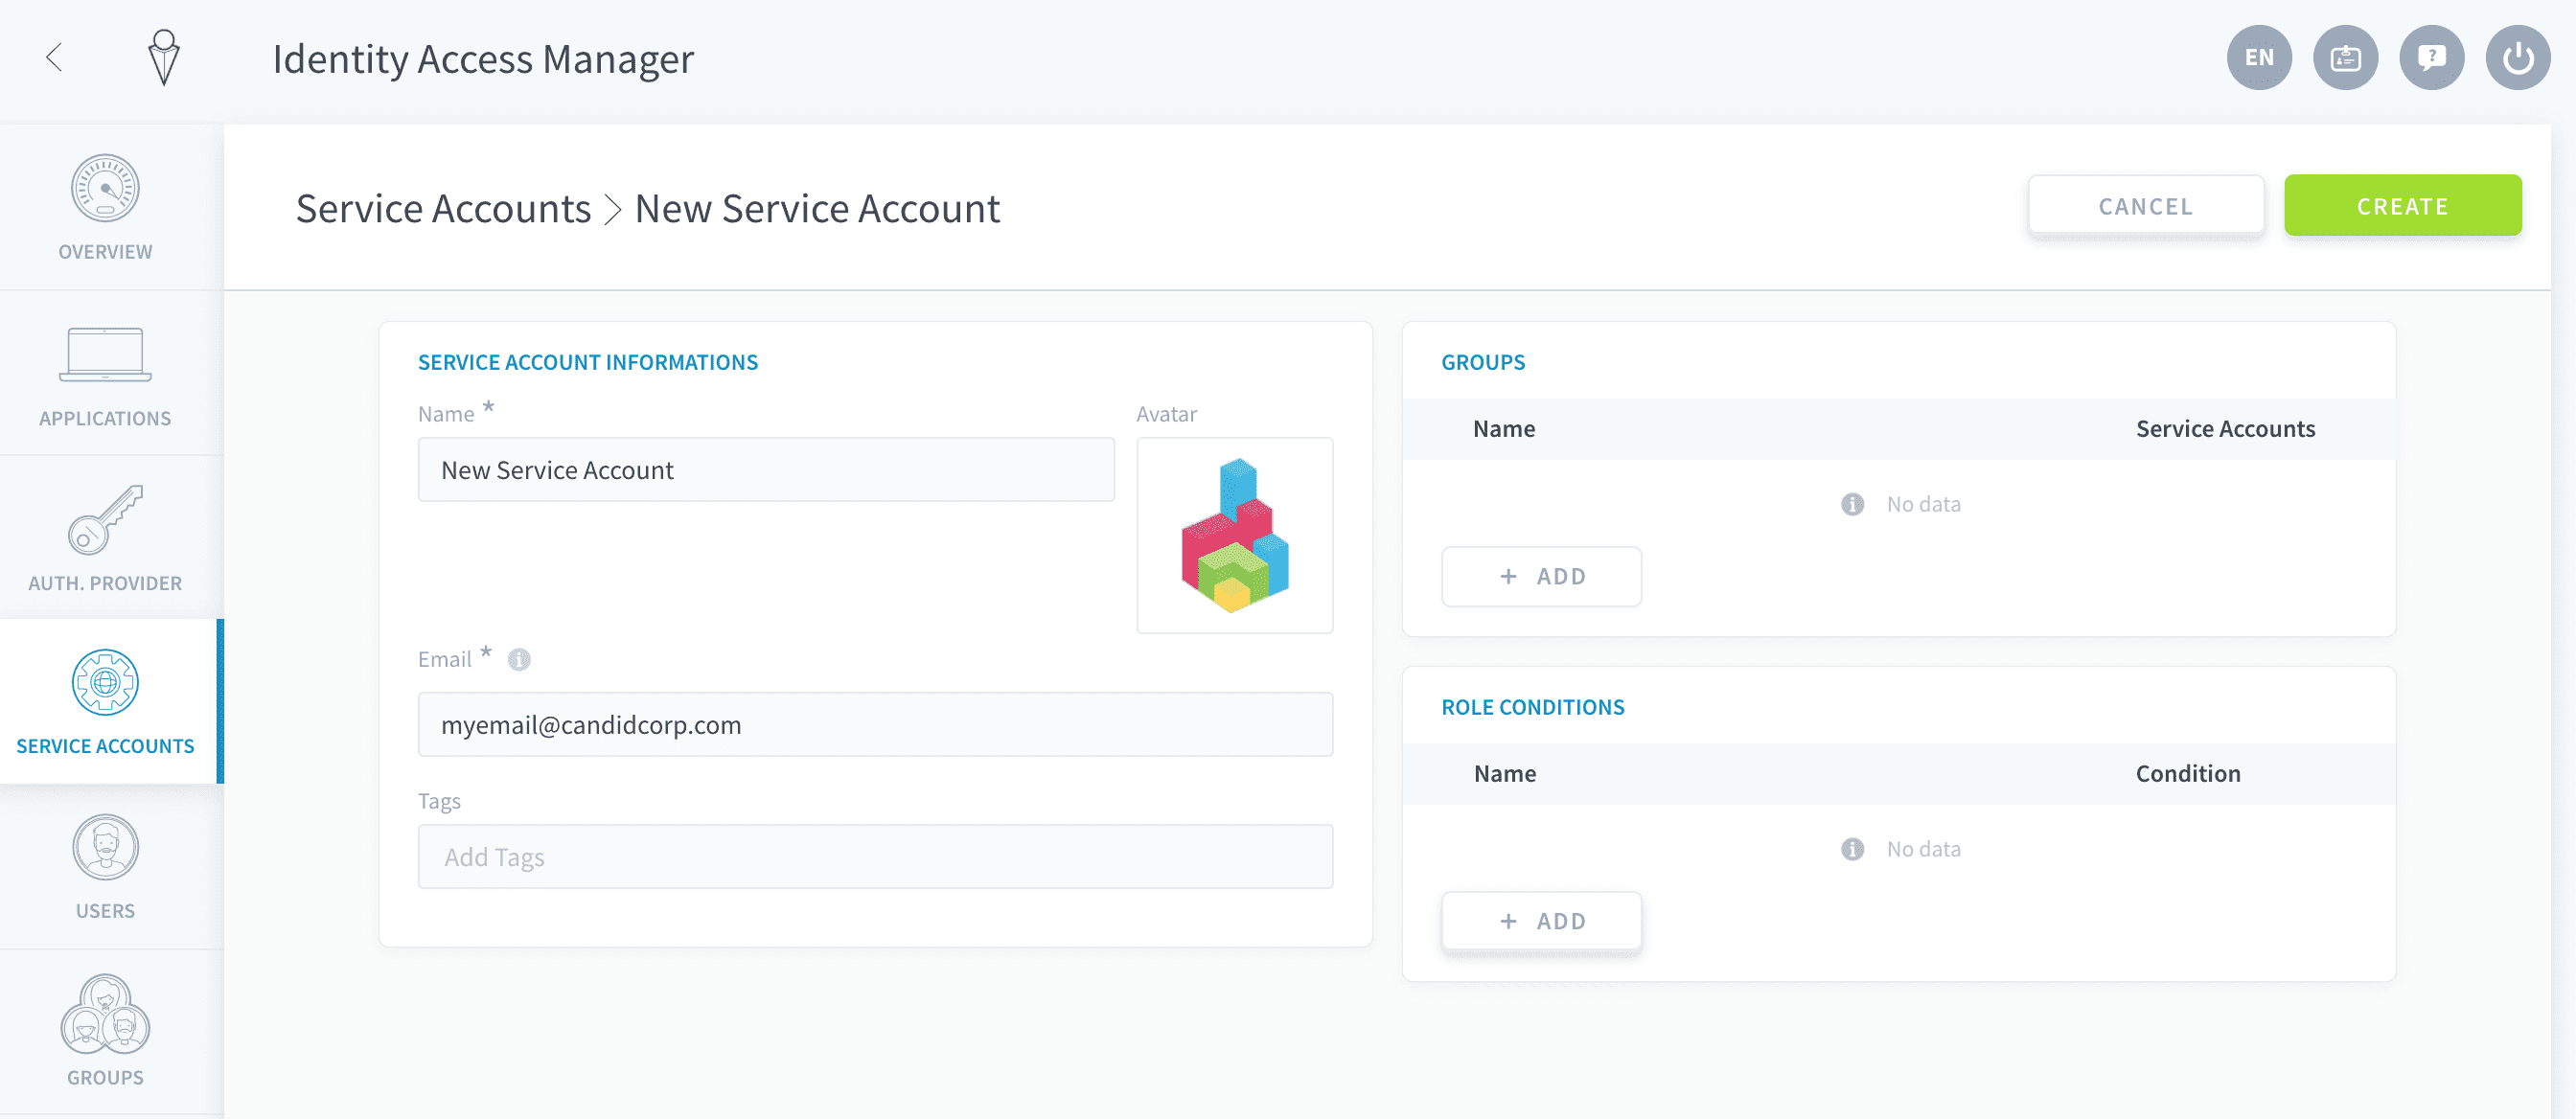 Identity Access Manager
EN
OVERVIEW
APPLICATIONS
AUTH. PROVIDER
SERVICE ACCOUNTS
USERS
GROUPS
Service Accounts > New Service Account
CANCEL
CREATE
SERVICE ACCOUNT INFORMATIONS
Name *
New Service Account
Avatar
Email *
myemail@candidcorp.com
Tags
Add Tags
GROUPS
Name Service Accounts
No data
+ ADD
ROLE CONDITIONS
Name Condition
No data
+ ADD